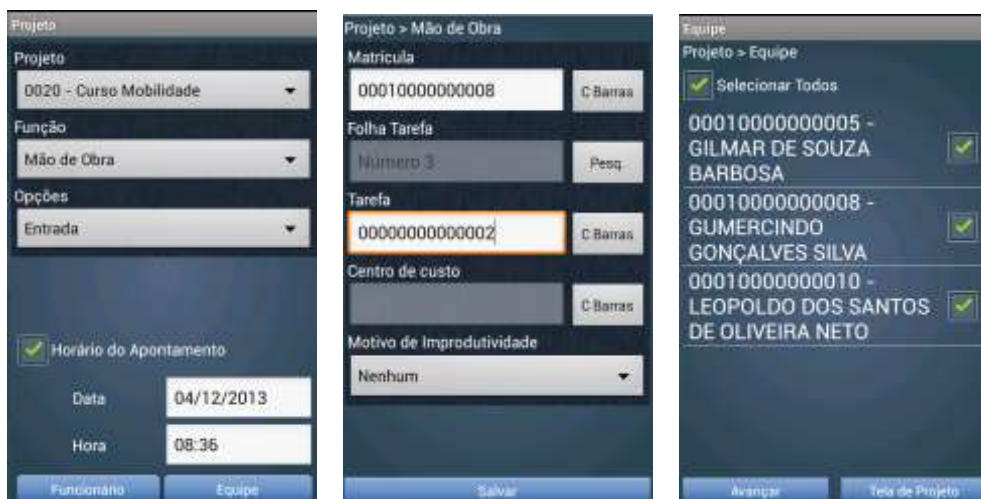 Projeto
Projeto
0020 - Curso Mobilidade
Função
Mão de Obra
Opções
Entrada
Horário do Apontamento
Data
04/12/2013
Hora
08:36
Funcionário
Equipe
Projeto > Mão de Obra
Matricula
00010000000008
C Barras
Folha Tarefa
Número 3
Pesq.
Tarefa
00000000000002
C Barras
Centro de custo
C Barras
Motivo de Improdutividade
Nenhum
Salvar
Equipe
Projeto > Equipe
Selecionar Todos
00010000000005 -
GILMAR DE SOUZA
BARBOSA
00010000000008 -
GUMERCINDO
GONÇALVES SILVA
00010000000010 -
LEOPOLDO DOS SANTOS
DE OLIVEIRA NETO
Avançar
Tela de Projeto